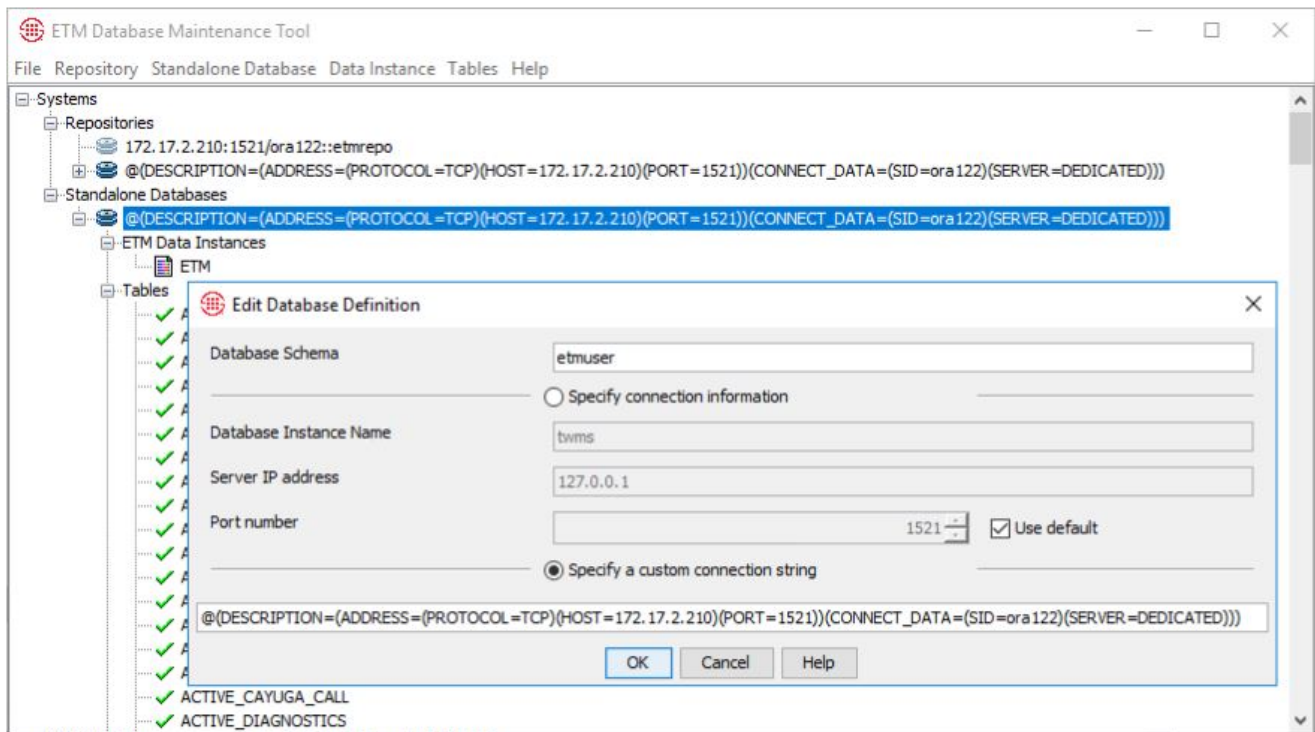 ETM Database Maintenance Tool
File Repository Standalone Database Data Instance Tables Help
Systems
Repositories
172.17.2.210:1521/ora122::etmrepo
@(DESCRIPTION=(ADDRESS=(PROTOCOL=TCP)(HOST=172.17.2.210)(PORT=1521))(CONNECT_DATA=(SID=ora122)(SERVER=DEDICATED)))
Standalone Databases
@(DESCRIPTION=(ADDRESS=(PROTOCOL=TCP)(HOST=172.17.2.210)(PORT=1521))(CONNECT_DATA=(SID=ora122)(SERVER=DEDICATED)))
ETM Data Instances
ETM
Tables
Edit Database Definition
Database Schema etmuser
Specify connection information
Database Instance Name twms
Server IP address 127.0.0.1
Port number 1521 Use default
Specify a custom connection string
@(DESCRIPTION=(ADDRESS=(PROTOCOL=TCP)(HOST=172.17.2.210)(PORT=1521))(CONNECT_DATA=(SID=ora122)(SERVER=DEDICATED)))
OK Cancel Help
ACTIVE_CAYUGA_CALL
ACTIVE_DIAGNOSTICS